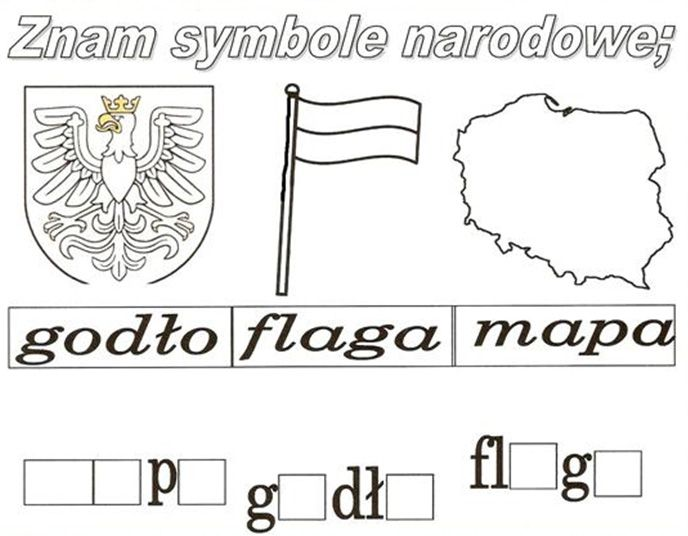 Znam symbole narodowe;
godło flaga mapa
p
g dł
fl g